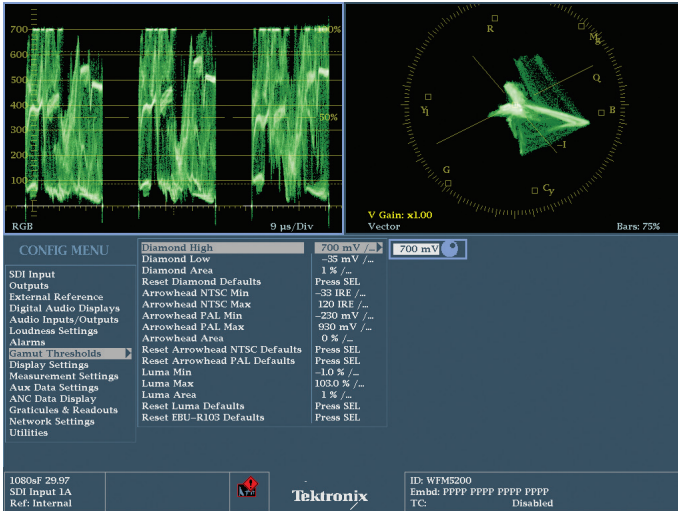 700
600
500
400
300
200
100
100%
50%
RGB
9 µs/Div
R
Mg
Q
B
Yl
-I
G
Cy
V Gain: x1.00
Vector
Bars: 75%
CONFIG MENU
SDI Input
Outputs
External Reference
Digital Audio Displays
Audio Inputs/Outputs
Loudness Settings
Alarms
Gamut Thresholds
Display Settings
Measurement Settings
Aux Data Settings
ANC Data Display
Graticules & Readouts
Network Settings
Utilities
Diamond High 700 mV /...
Diamond Low -35 mV /...
Diamond Area 1 % /...
Reset Diamond Defaults Press SEL
Arrowhead NTSC Min -33 IRE /...
Arrowhead NTSC Max 120 IRE /...
Arrowhead PAL Min -230 mV /...
Arrowhead PAL Max 930 mV /...
Arrowhead Area 0 % /...
Reset Arrowhead NTSC Defaults Press SEL
Reset Arrowhead PAL Defaults Press SEL
Luma Min -1.0 % /...
Luma Max 103.0 % /...
Luma Area 1 % /...
Reset Luma Defaults Press SEL
Reset EBU-R103 Defaults Press SEL
700 mV
1080sF 29.97
SDI Input 1A
Ref: Internal
Tektronix
ID: WFM5200
Embd: PPPP PPPP PPPP PPPP
TC: Disabled